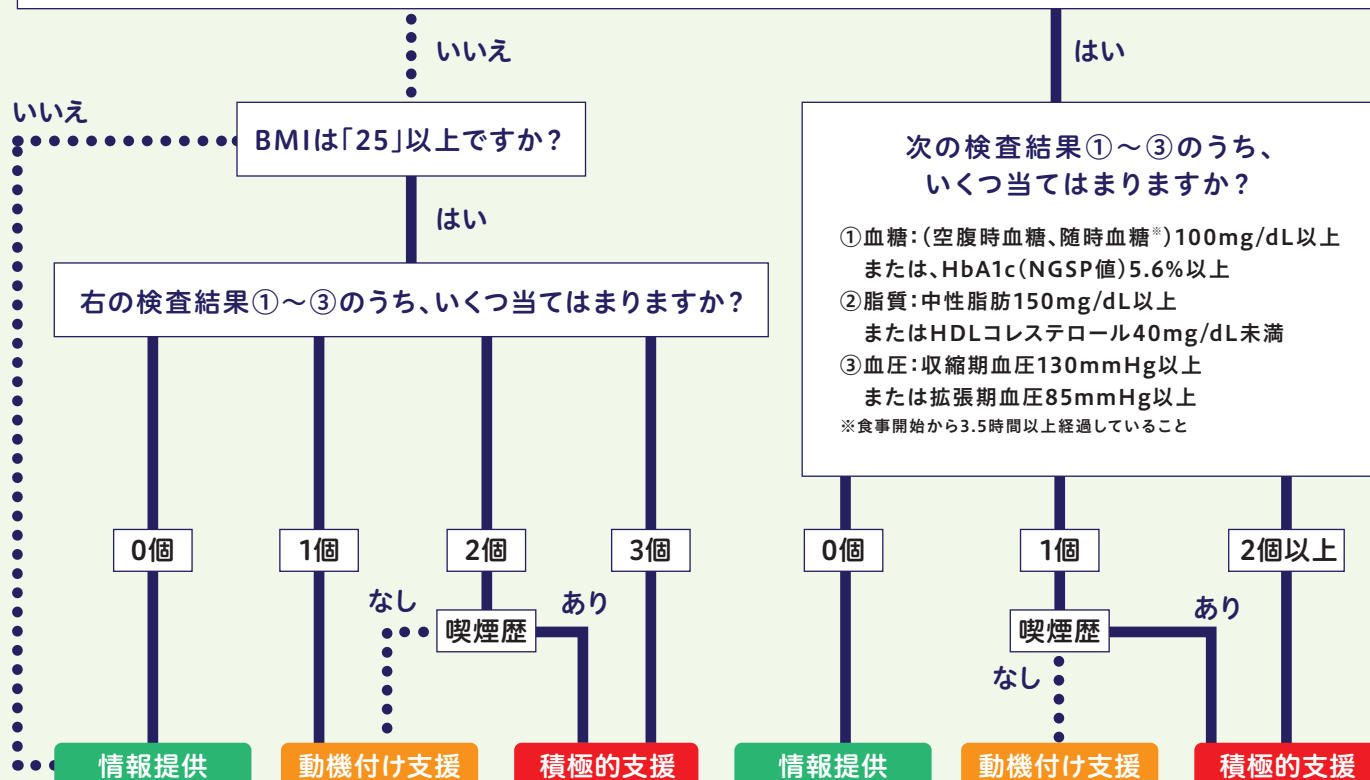 いいえ
はい
いいえ
BMIは「25」以上ですか？
はい
右の検査結果①～③のうち、いくつ当てはまりますか？
次の検査結果①～③のうち、
いくつ当てはまりますか？
①血糖：(空腹時血糖、随時血糖※)100mg/dL以上
または、HbA1c(NGSP値)5.6%以上
②脂質：中性脂肪150mg/dL以上
またはHDLコレステロール40mg/dL未満
③血圧：収縮期血圧130mmHg以上
または拡張期血圧85mmHg以上
※食事開始から3.5時間以上経過していること
0個
1個
2個
3個
0個
1個
2個以上
なし
喫煙歴
あり
喫煙歴
あり
なし
情報提供
動機付け支援
積極的支援
情報提供
動機付け支援
積極的支援